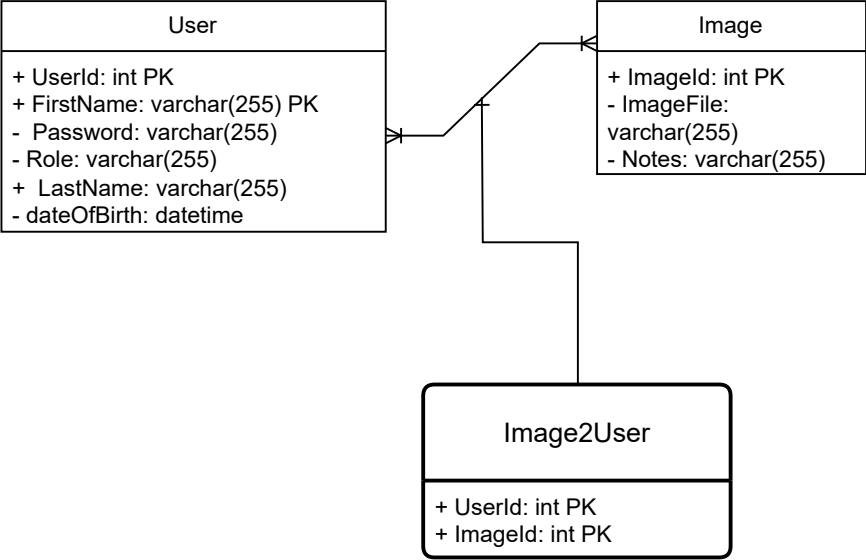 User
+ UserId: int PK
+ FirstName: varchar(255) PK
-  Password: varchar(255)
- Role: varchar(255)
+  LastName: varchar(255)
- dateOfBirth: datetime
Image
+ ImageId: int PK
- ImageFile:
varchar(255)
- Notes: varchar(255)
Image2User
+ UserId: int PK
+ ImageId: int PK